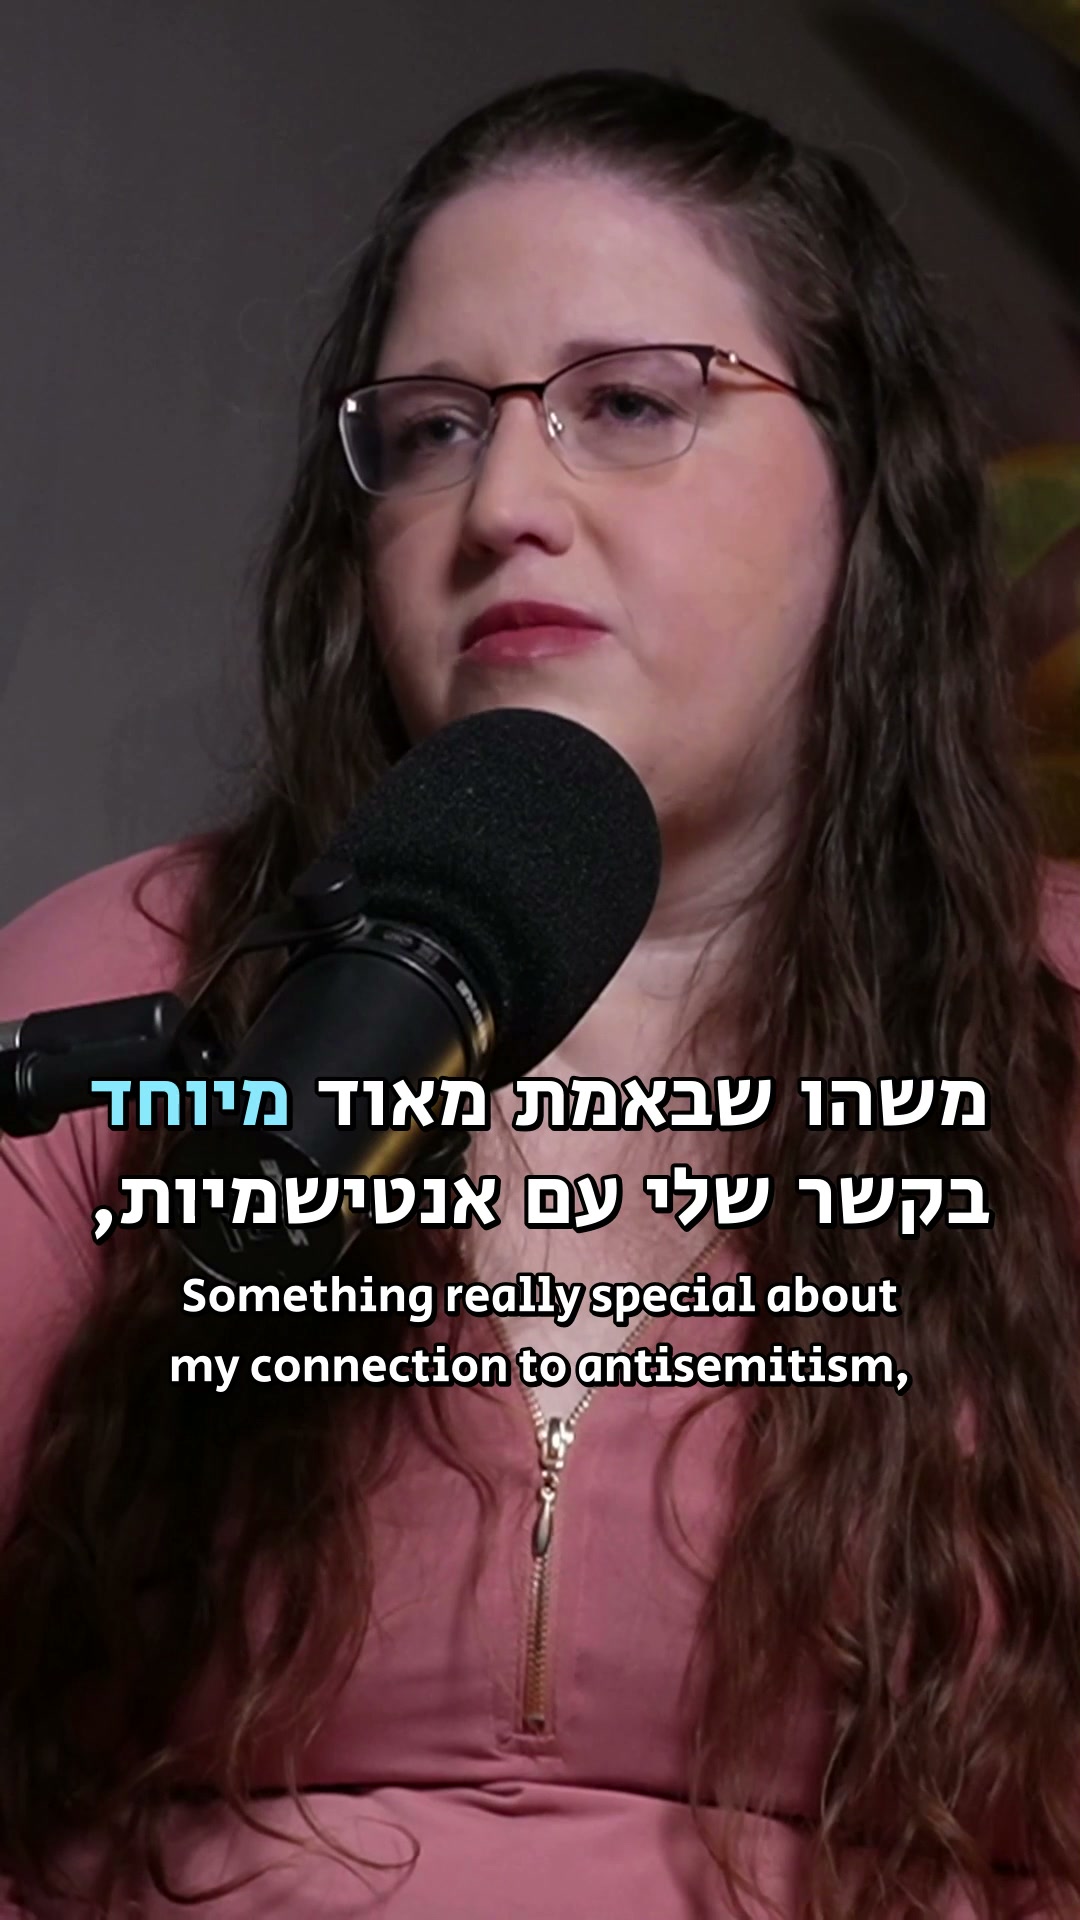 משהו שבאמת מאוד מיוחד
בקשר שלי עם אנטישמיות,
Something really special about
my connection to antisemitism,